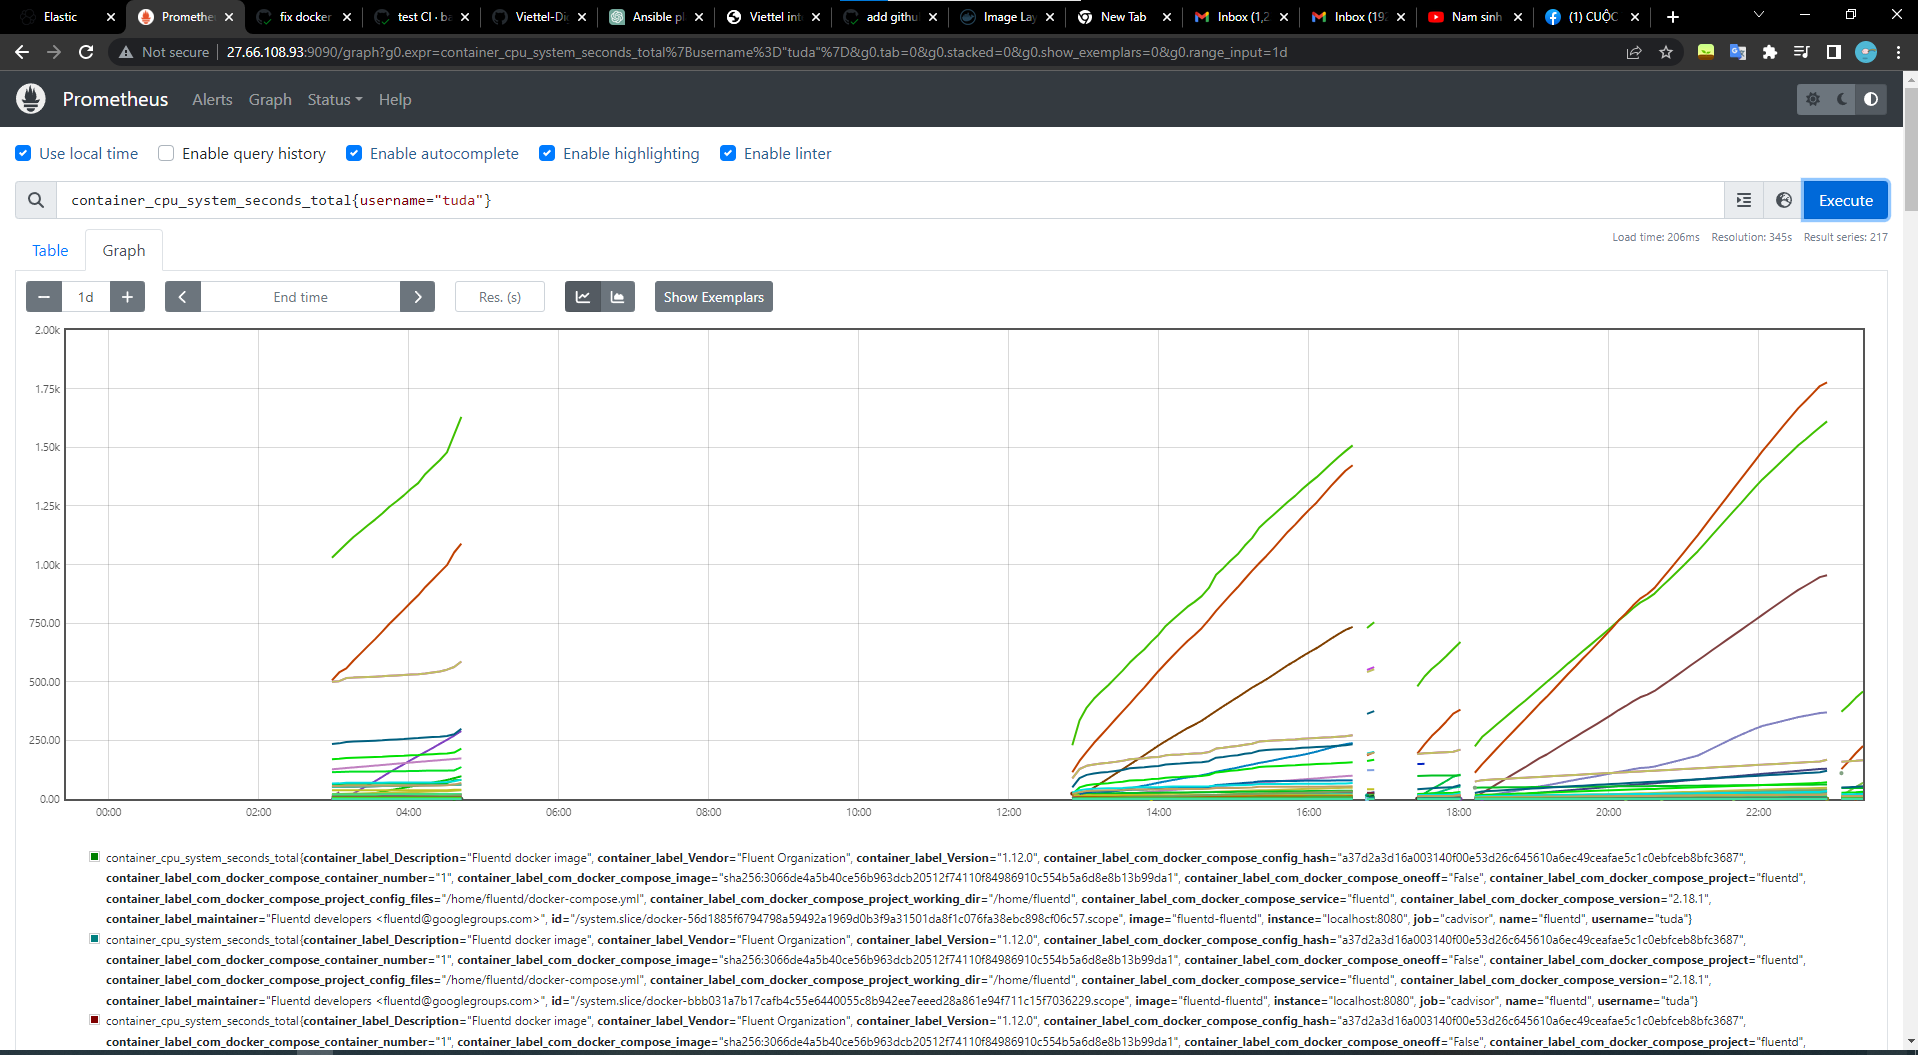 Elastic
Promethe
fix docker
test CI · ba
Viettel-Di
Ansible pl
Viettel int
add githu
Image Lay
New Tab
Inbox (1,2
Inbox (19
Nam sinh
(1) CUỘC
Not secure
27.66.108.93:9090/graph?g0.expr=container_cpu_system_seconds_total%7Busername%3D"tuda"%7D&g0.tab=0&g0.stacked=0&g0.show_exemplars=0&g0.range_input=1d
Prometheus
Alerts
Graph
Status
Help
Use local time
Enable query history
Enable autocomplete
Enable highlighting
Enable linter
container_cpu_system_seconds_total{username="tuda"}
Execute
Table
Graph
Load time: 206ms Resolution: 345s Result series: 217
1d
End time
Res. (s)
Show Exemplars
2.00k
1.75k
1.50k
1.25k
1.00k
750.00
500.00
250.00
0.00
00:00
02:00
04:00
06:00
08:00
10:00
12:00
14:00
16:00
18:00
20:00
22:00
container_cpu_system_seconds_total{container_label_Description="Fluentd docker image", container_label_Vendor="Fluent Organization", container_label_Version="1.12.0", container_label_com_docker_compose_config_hash="a37d2a3d16a003140f00e53d26c645610a6ec49ceafae5c1c0ebfceb8bfc3687",
container_label_com_docker_compose_container_number="1", container_label_com_docker_compose_image="sha256:3066de4a5b40ce56b963dcb20512f74110f84986910c554b5a6d8e8b13b99da1", container_label_com_docker_compose_oneoff="False", container_label_com_docker_compose_project="fluentd",
container_label_com_docker_compose_project_config_files="/home/fluentd/docker-compose.yml", container_label_com_docker_compose_project_working_dir="/home/fluentd", container_label_com_docker_compose_service="fluentd", container_label_com_docker_compose_version="2.18.1",
container_label_maintainer="Fluentd developers <fluentd@googlegroups.com>", id="/system.slice/docker-56d1885f6794798a59492a1969d0b3f9a31501da8f1c076fa38ebc898cf06c57.scope", image="fluentd-fluentd", instance="localhost:8080", job="cadvisor", name="fluentd", username="tuda"}
container_cpu_system_seconds_total{container_label_Description="Fluentd docker image", container_label_Vendor="Fluent Organization", container_label_Version="1.12.0", container_label_com_docker_compose_config_hash="a37d2a3d16a003140f00e53d26c645610a6ec49ceafae5c1c0ebfceb8bfc3687",
container_label_com_docker_compose_container_number="1", container_label_com_docker_compose_image="sha256:3066de4a5b40ce56b963dcb20512f74110f84986910c554b5a6d8e8b13b99da1", container_label_com_docker_compose_oneoff="False", container_label_com_docker_compose_project="fluentd",
container_label_com_docker_compose_project_config_files="/home/fluentd/docker-compose.yml", container_label_com_docker_compose_project_working_dir="/home/fluentd", container_label_com_docker_compose_service="fluentd", container_label_com_docker_compose_version="2.18.1",
container_label_maintainer="Fluentd developers <fluentd@googlegroups.com>", id="/system.slice/docker-bbb031a7b17cafb4c55e6440055c8b942ee7eeed28a861e94f711c15f7036229.scope", image="fluentd-fluentd", instance="localhost:8080", job="cadvisor", name="fluentd", username="tuda"}
container_cpu_system_seconds_total{container_label_Description="Fluentd docker image", container_label_Vendor="Fluent Organization", container_label_Version="1.12.0", container_label_com_docker_compose_config_hash="a37d2a3d16a003140f00e53d26c645610a6ec49ceafae5c1c0ebfceb8bfc3687",
container_label_com_docker_compose_container_number="1", container_label_com_docker_compose_image="sha256:3066de4a5b40ce56b963dcb20512f74110f84986910c554b5a6d8e8b13b99da1", container_label_com_docker_compose_oneoff="False", container_label_com_docker_compose_project="fluentd",